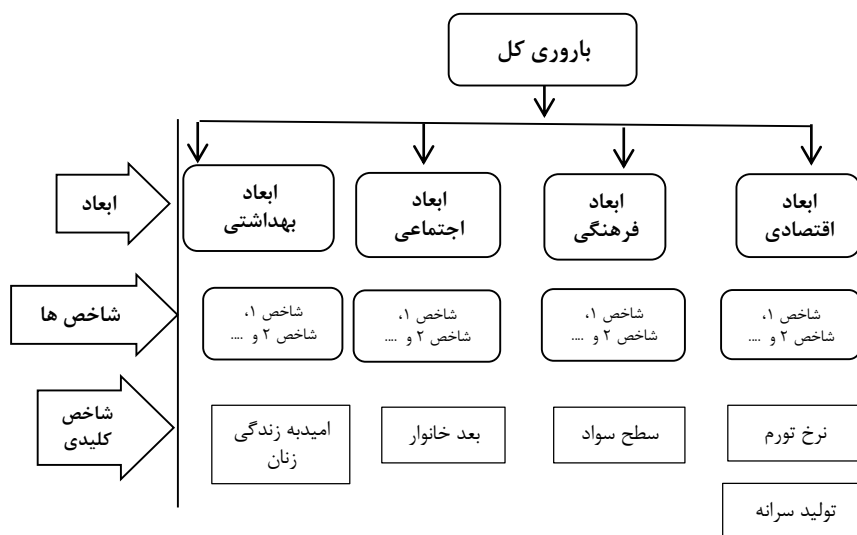 باروری کل
ابعاد
ابعاد
اقتصادی
ابعاد
فرهنگی
ابعاد
اجتماعی
ابعاد
بهداشتی
شاخص ها
شاخص ۱،
شاخص ۲ و ....
شاخص ۱،
شاخص ۲ و ....
شاخص ۱،
شاخص ۲ و ....
شاخص ۱،
شاخص ۲ و ....
شاخص
کلیدی
نرخ تورم
سطح سواد
بعد خانوار
امیدبه زندگی
زنان
تولید سرانه